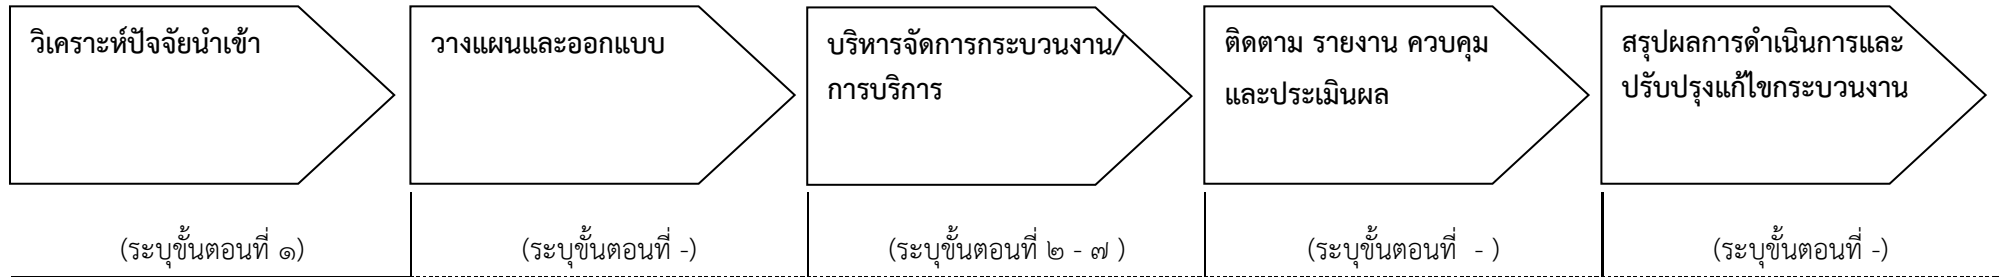 วิเคราะห์ปัจจัยนำเข้า
วางแผนและออกแบบ
บริหารจัดการกระบวนงาน/
การบริการ
ติดตาม รายงาน ควบคุม
และประเมินผล
สรุปผลการดำเนินการและ
ปรับปรุงแก้ไขกระบวนงาน
(ระบุขั้นตอนที่ ๑)
(ระบุขั้นตอนที่ -)
(ระบุขั้นตอนที่ ๒ - ๗ )
(ระบุขั้นตอนที่ - )
(ระบุขั้นตอนที่ -)